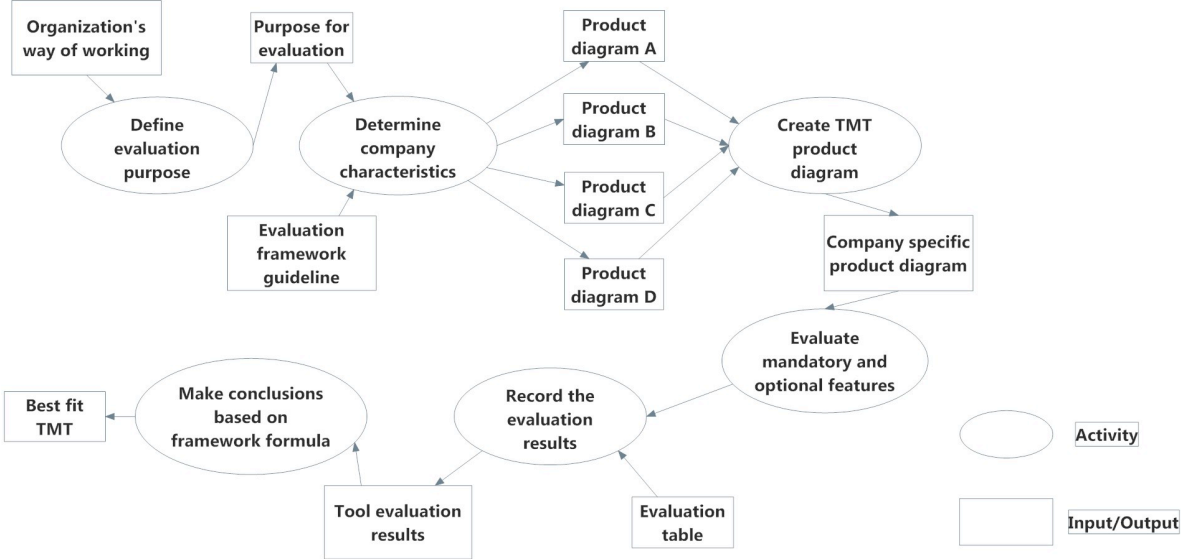 Organization's
way of working
Purpose for
evaluation
Product
diagram A
Define
evaluation
purpose
Determine
company
characteristics
Product
diagram B
Create TMT
product
diagram
Product
diagram C
Evaluation
framework
guideline
Product
diagram D
Company specific
product diagram
Evaluate
mandatory and
optional features
Record the
evaluation
results
Make conclusions
based on
framework formula
Best fit
TMT
Tool evaluation
results
Evaluation
table
Activity
Input/Output